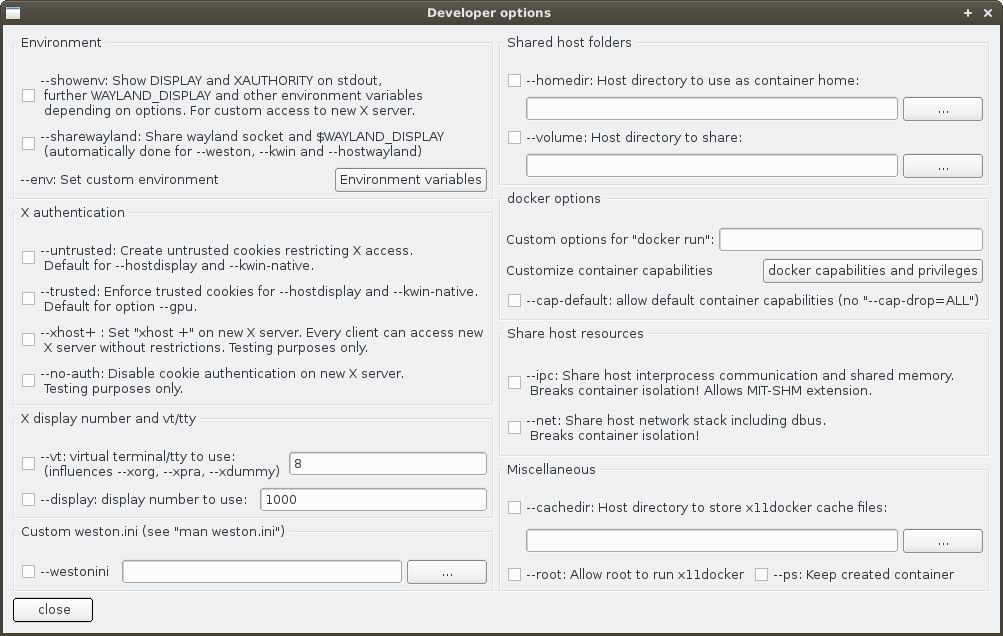 Developer options
Environment
--showenv: Show DISPLAY and XAUTHORITY on stdout,
further WAYLAND_DISPLAY and other environment variables
depending on options. For custom access to new X server.
--sharewayland: Share wayland socket and $WAYLAND_DISPLAY
(automatically done for --weston, --kwin and --hostwayland)
--env: Set custom environment
Environment variables
X authentication
--untrusted: Create untrusted cookies restricting X access.
Default for --hostdisplay and --kwin-native.
--trusted: Enforce trusted cookies for --hostdisplay and --kwin-native.
Default for option --gpu.
--xhost+ : Set "xhost +" on new X server. Every client can access new
X server without restrictions. Testing purposes only.
--no-auth: Disable cookie authentication on new X server.
Testing purposes only.
X display number and vt/tty
--vt: virtual terminal/tty to use:
(influences --xorg, --xpra, --xdummy)
8
--display: display number to use:
1000
Custom weston.ini (see "man weston.ini")
--westonini
...
close
Shared host folders
--homedir: Host directory to use as container home:
...
--volume: Host directory to share:
...
docker options
Custom options for "docker run":
Customize container capabilities
docker capabilities and privileges
--cap-default: allow default container capabilities (no "--cap-drop=ALL")
Share host resources
--ipc: Share host interprocess communication and shared memory.
Breaks container isolation! Allows MIT-SHM extension.
--net: Share host network stack including dbus.
Breaks container isolation!
Miscellaneous
--cachedir: Host directory to store x11docker cache files:
...
--root: Allow root to run x11docker
--ps: Keep created container